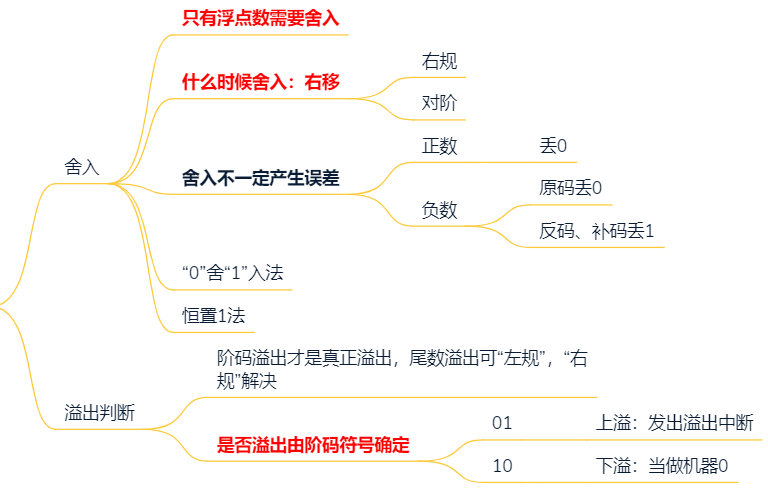 只有浮点数需要舍入
什么时候舍入：右移
右规
对阶
舍入
舍入不一定产生误差
正数
丢0
负数
原码丢0
反码、补码丢1
“0”舍“1”入法
恒置1法
溢出判断
阶码溢出才是真正溢出，尾数溢出可“左规”，“右
规”解决
是否溢出由阶码符号确定
01
上溢：发出溢出中断
10
下溢：当做机器0